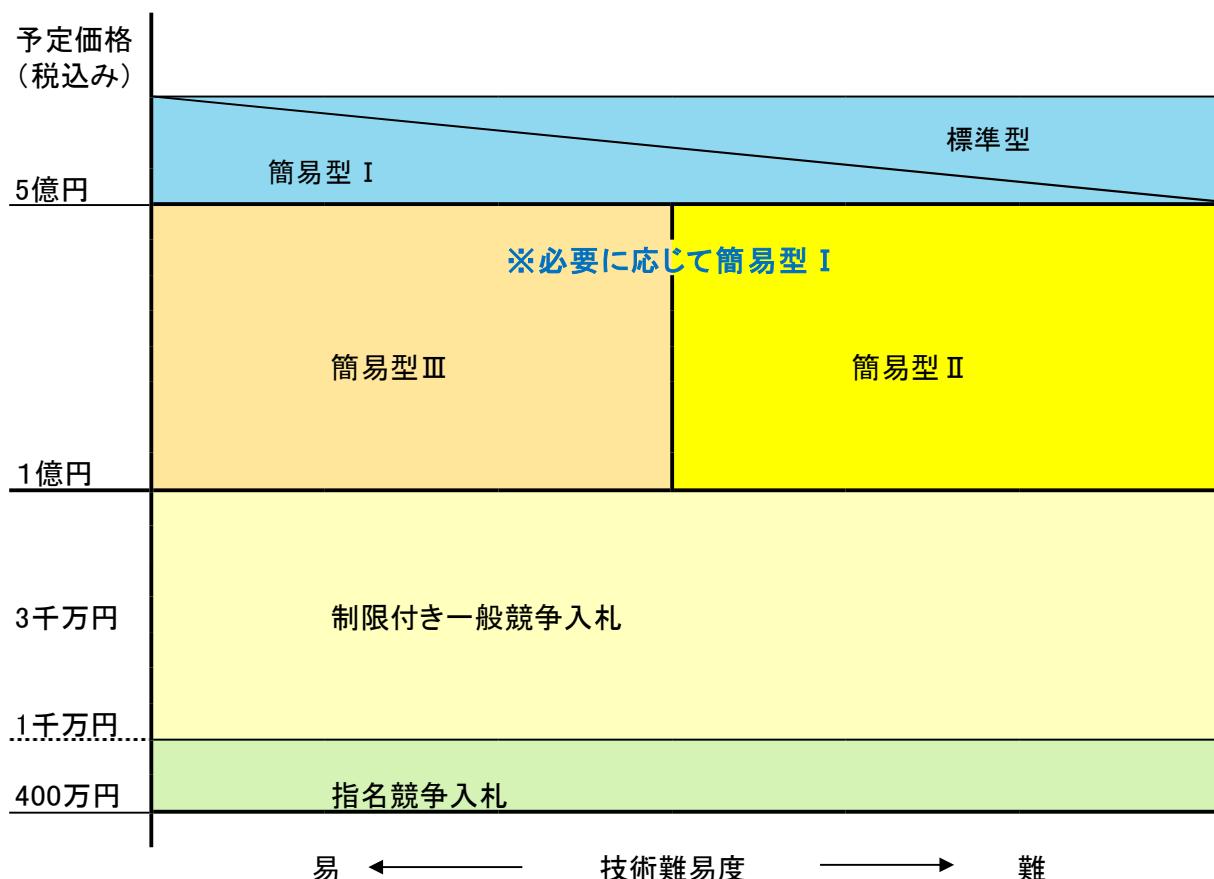 予定価格
（税込み）
標準型
簡易型Ⅰ
5億円
※必要に応じて簡易型Ⅰ
簡易型Ⅲ
簡易型Ⅱ
1億円
3千万円
制限付き一般競争入札
1千万円
400万円
指名競争入札
易
技術難易度
難